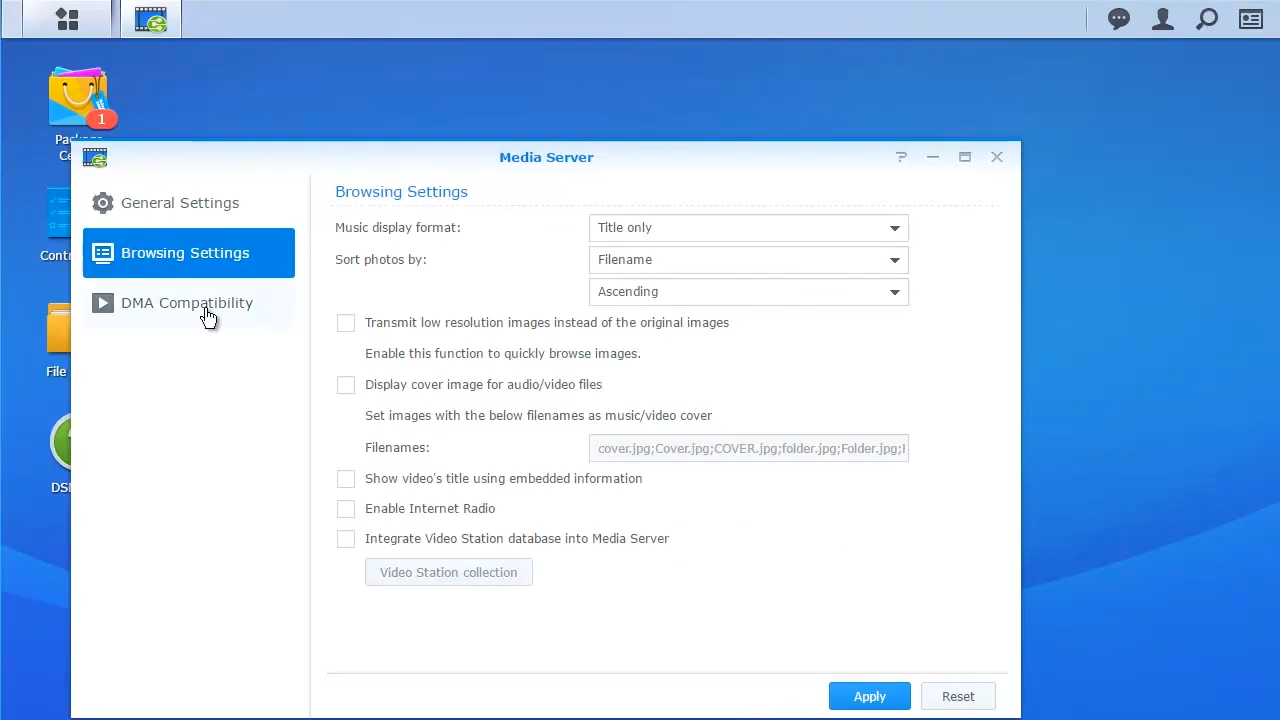 1
Media Server
General Settings
Browsing Settings
DMA Compatibility
Browsing Settings
Music display format:
Title only
Sort photos by:
Filename
Ascending
Transmit low resolution images instead of the original images
Enable this function to quickly browse images.
Display cover image for audio/video files
Set images with the below filenames as music/video cover
Filenames:
cover.jpg;Cover.jpg;COVER.jpg;folder.jpg;Folder.jpg;
Show video's title using embedded information
Enable Internet Radio
Integrate Video Station database into Media Server
Video Station collection
Apply
Reset
File